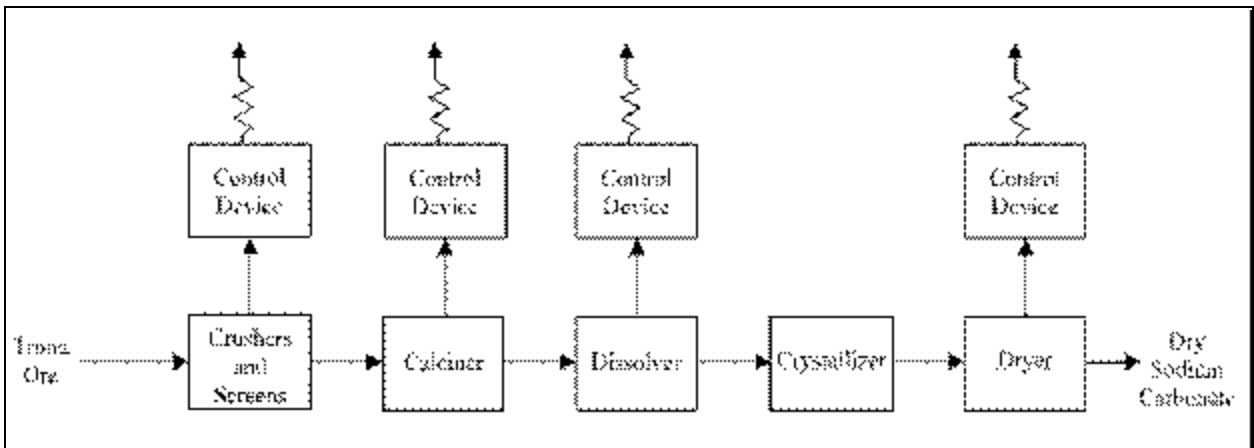 Control
Device
Control
Device
Control
Device
Control
Device
Trona
Ore
Crushers
and
Screens
Calciner
Dissolver
Crystallizer
Dryer
Dry
Sodium
Carbonate